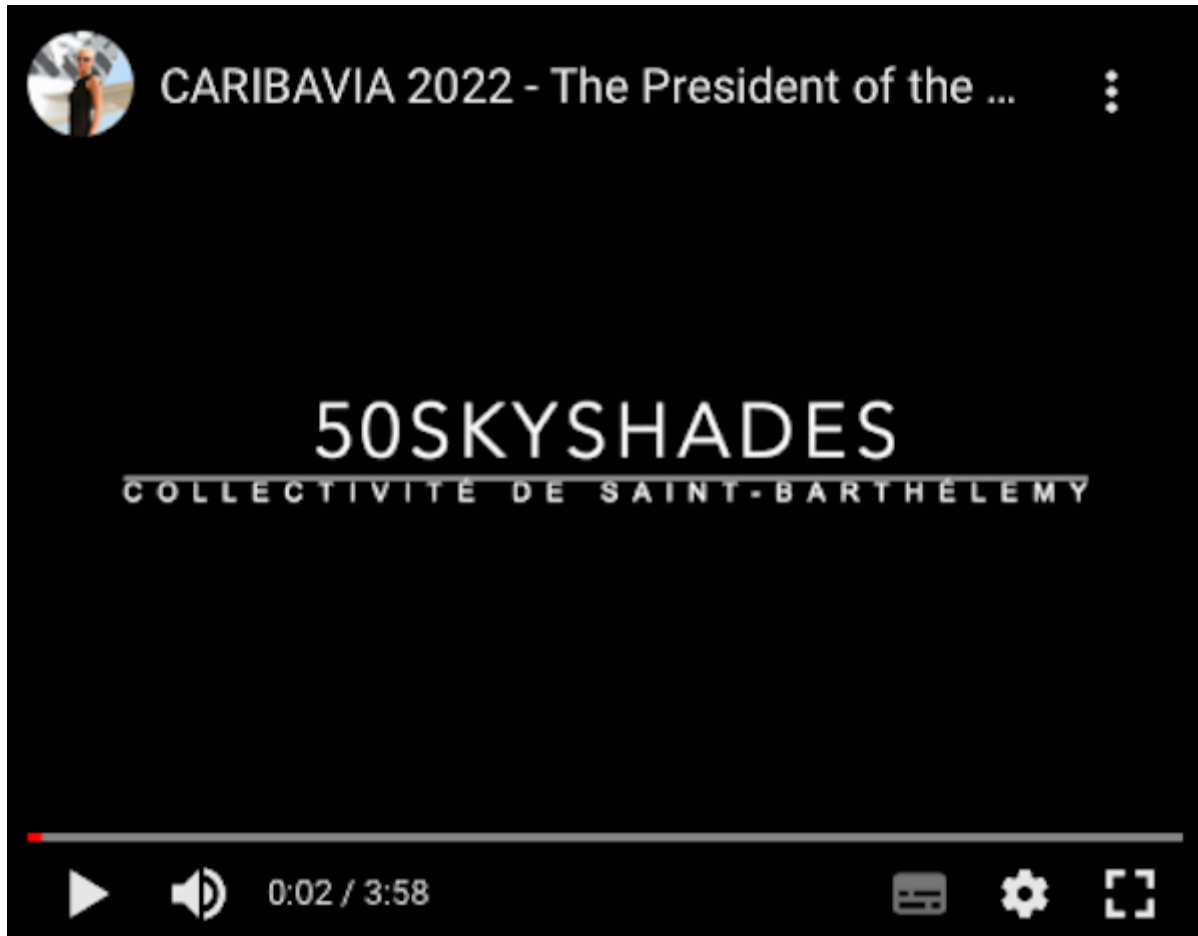 CARIBAVIA 2022 - The President of the ...
50SKYSHADES
COLLECTIVITÉ DE SAINT-BARTHÉLEMY
0:02 / 3:58